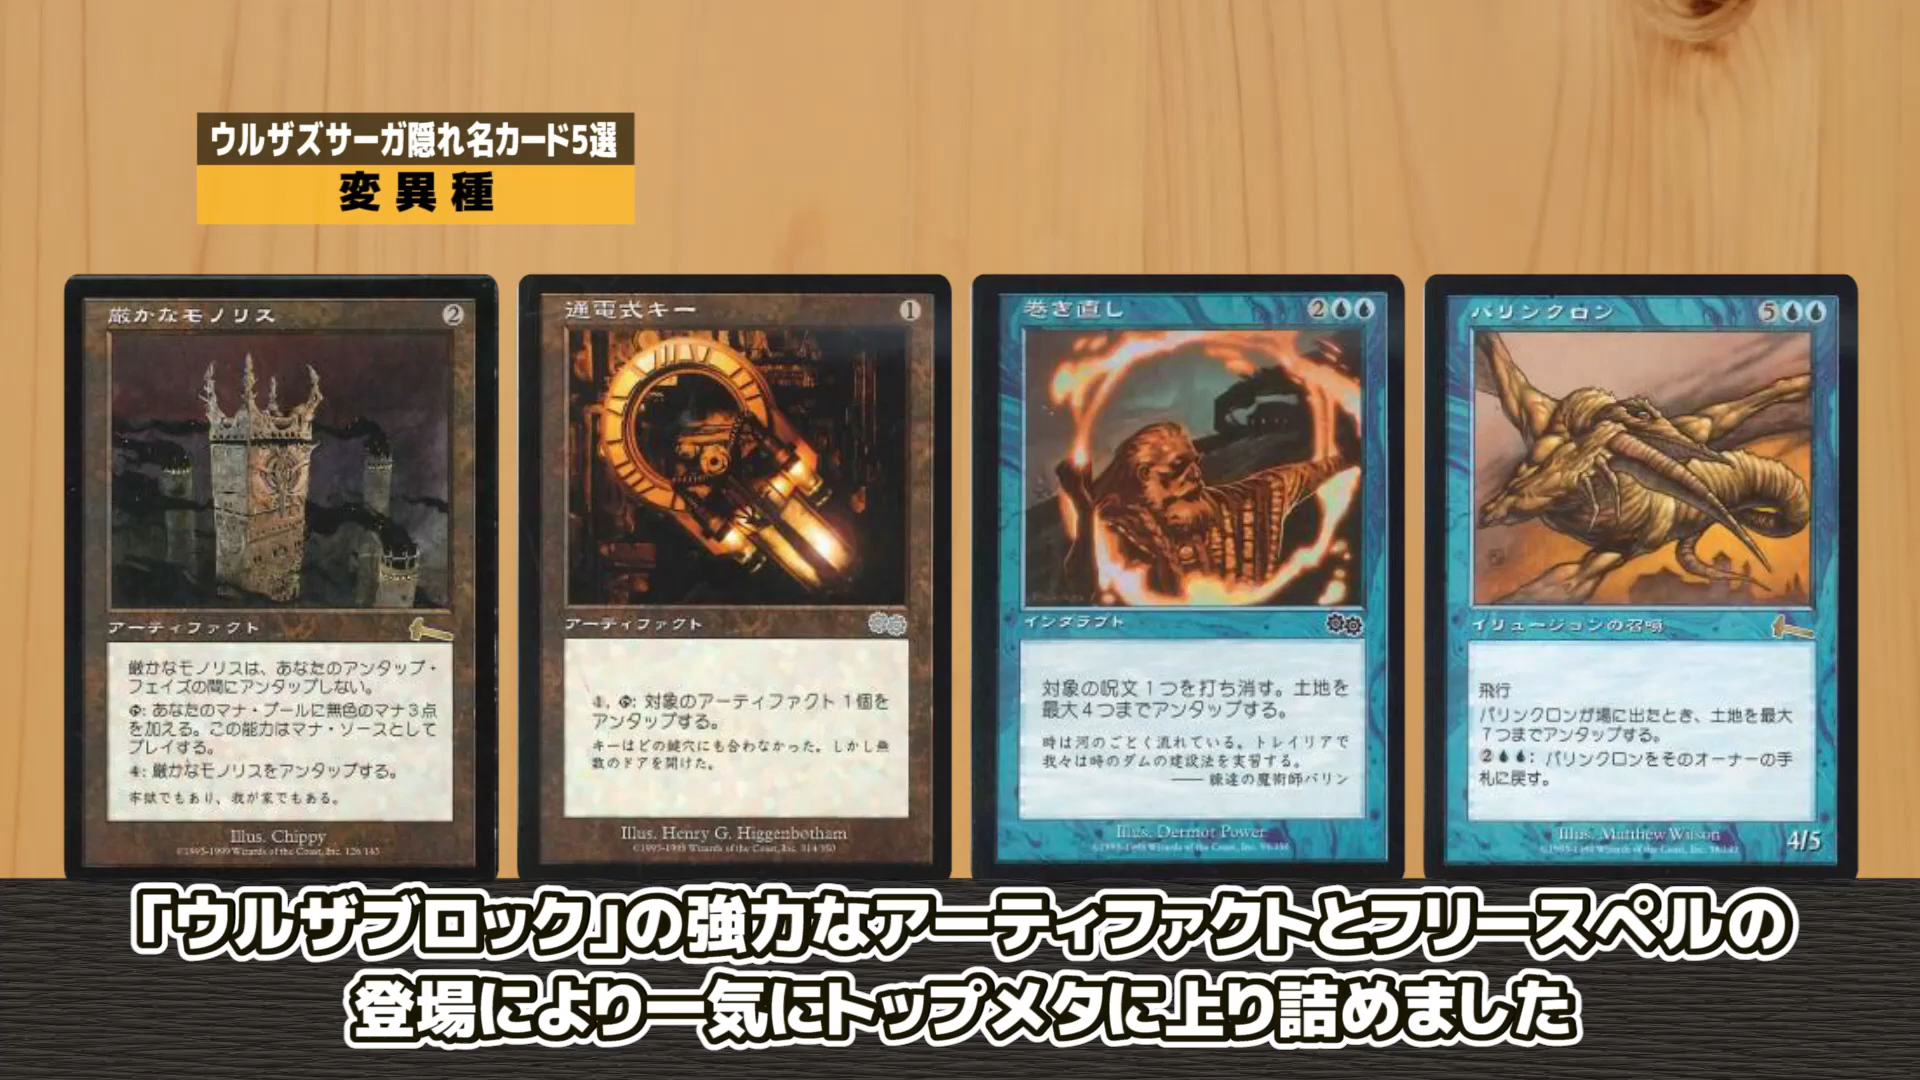 ウルザズサーガ隠れ名カード5選
変異種
厳かなモノリス 2
アーティファクト
厳かなモノリスは、あなたのアンタップ・
フェイズの間にアンタップしない。
: あなたのマナ・プールに無色のマナ3点
を加える。この能力はマナ・ソースとして
プレイする。
4: 厳かなモノリスをアンタップする。
牢獄でもあり、我が家でもある。
Illus. Chippy
©1993-1999 Wizards of the Coast, Inc. 126/143
通電式キー 1
アーティファクト
1, : 対象のアーティファクト1個を
アンタップする。
キーはどの鍵穴にも合わなかった。しかし無
数のドアを開けた。
Illus. Henry G. Higgenbotham
巻き直し 2
インタラプト
対象の呪文1つを打ち消す。土地を
最大4つまでアンタップする。
時は河のごとく流れている。トレイリアで
我々は時のダムの建設法を実習する。
―― 練達の魔術師バリン
Illus. Dermot Power
パリンクロン 5
イリュージョンの召喚
飛行
パリンクロンが場に出たとき、土地を最大
7つまでアンタップする。
2: パリンクロンをそのオーナーの手
札に戻す。
Illus. Matthew Wilson
4/5
「ウルザブロック」の強力なアーティファクトとフリースペルの
登場により一気にトップメタに上り詰めました